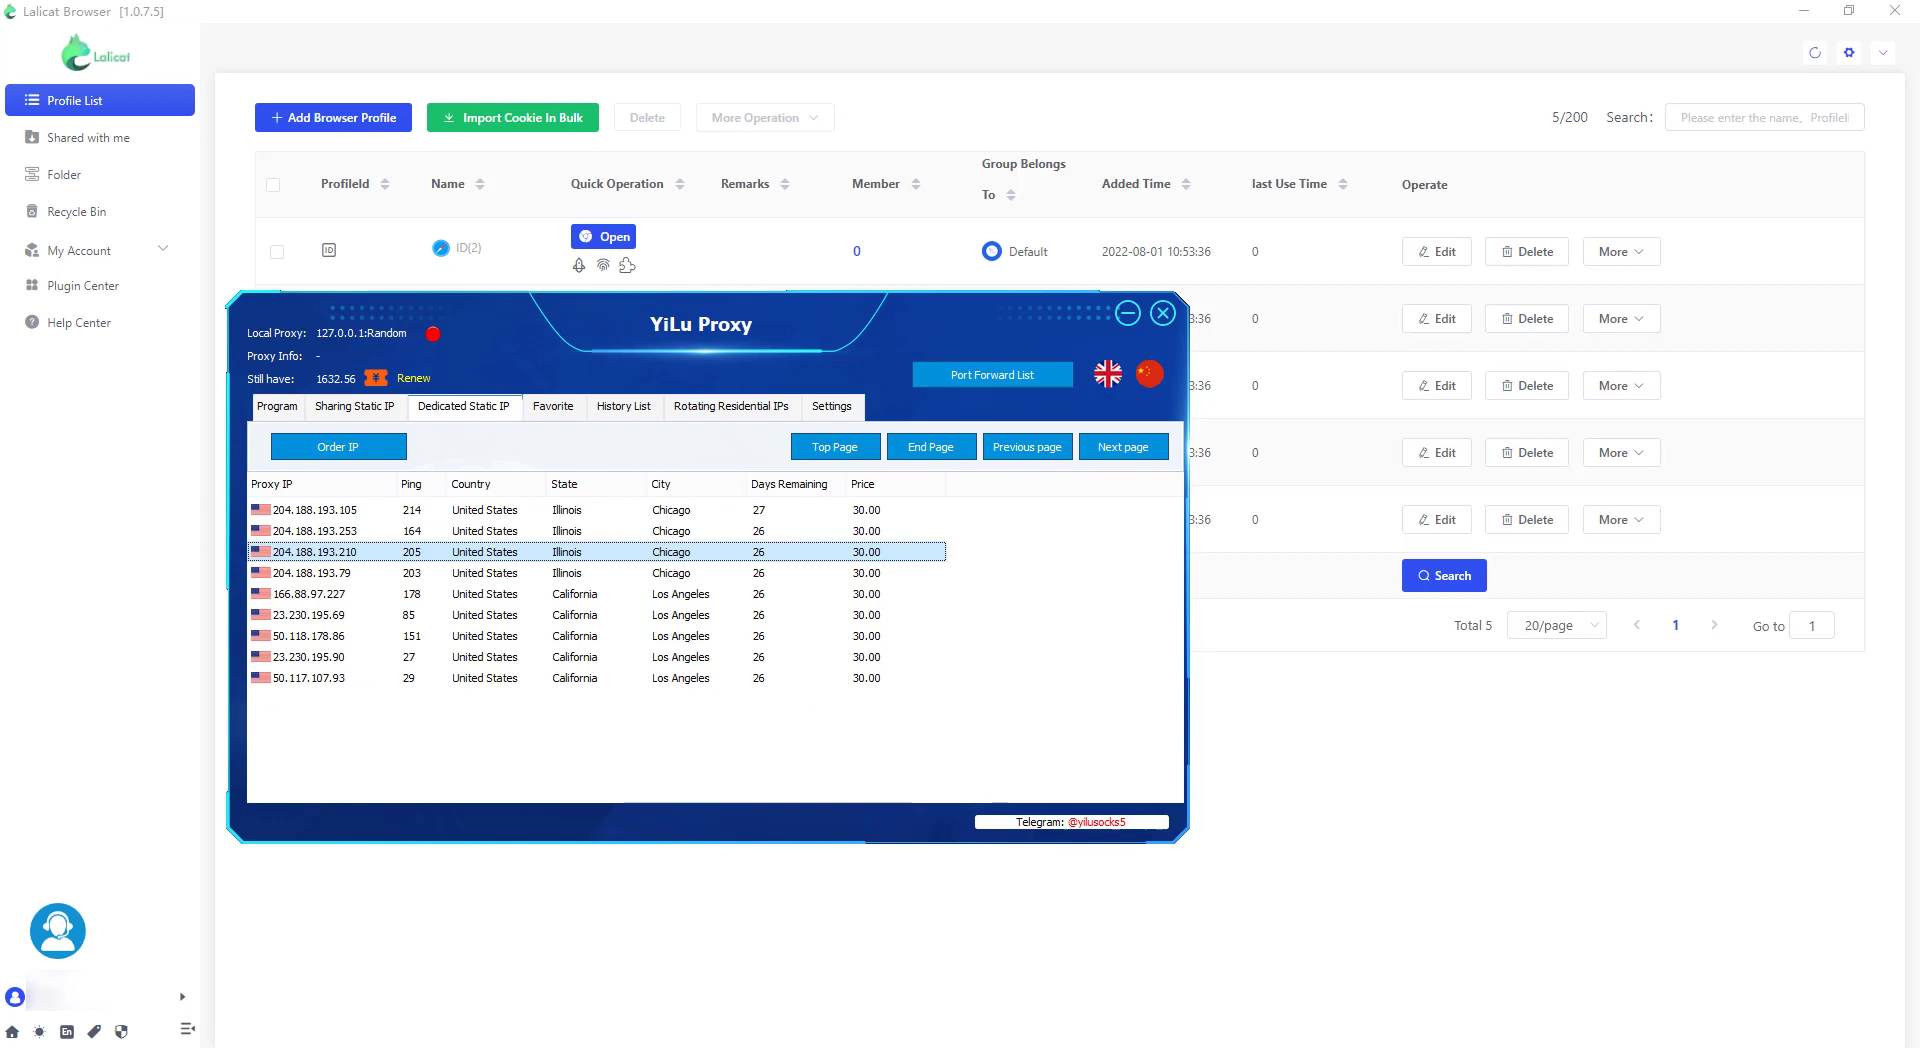 Lalicat Browser [1.0.7.5]
Lalicat
Profile List
Shared with me
Folder
Recycle Bin
My Account
Plugin Center
Help Center
En
+ Add Browser Profile
Import Cookie In Bulk
Delete
More Operation
5/200
Search:
Please enter the name, ProfileI
ProfileId
Name
Quick Operation
Remarks
Member
Group Belongs
To
Added Time
last Use Time
Operate
ID
ID(2)
Open
0
Default
2022-08-01 10:53:36
0
Edit
Delete
More
3:36
0
Edit
Delete
More
3:36
0
Edit
Delete
More
3:36
0
Edit
Delete
More
3:36
0
Edit
Delete
More
Search
Total 5
20/page
1
Go to
1
YiLu Proxy
Local Proxy: 127.0.0.1:Random
Proxy Info: -
Still have: 1632.56 ¥ Renew
Port Forward List
Program
Sharing Static IP
Dedicated Static IP
Favorite
History List
Rotating Residential IPs
Settings
Order IP
Top Page
End Page
Previous page
Next page
Proxy IP Ping Country State City Days Remaining Price
204.188.193.105 214 United States Illinois Chicago 27 30.00
204.188.193.253 164 United States Illinois Chicago 26 30.00
204.188.193.210 205 United States Illinois Chicago 26 30.00
204.188.193.79 203 United States Illinois Chicago 26 30.00
166.88.97.227 178 United States California Los Angeles 26 30.00
23.230.195.69 85 United States California Los Angeles 26 30.00
50.118.178.86 151 United States California Los Angeles 26 30.00
23.230.195.90 27 United States California Los Angeles 26 30.00
50.117.107.93 29 United States California Los Angeles 26 30.00
Telegram: @yilusocks5